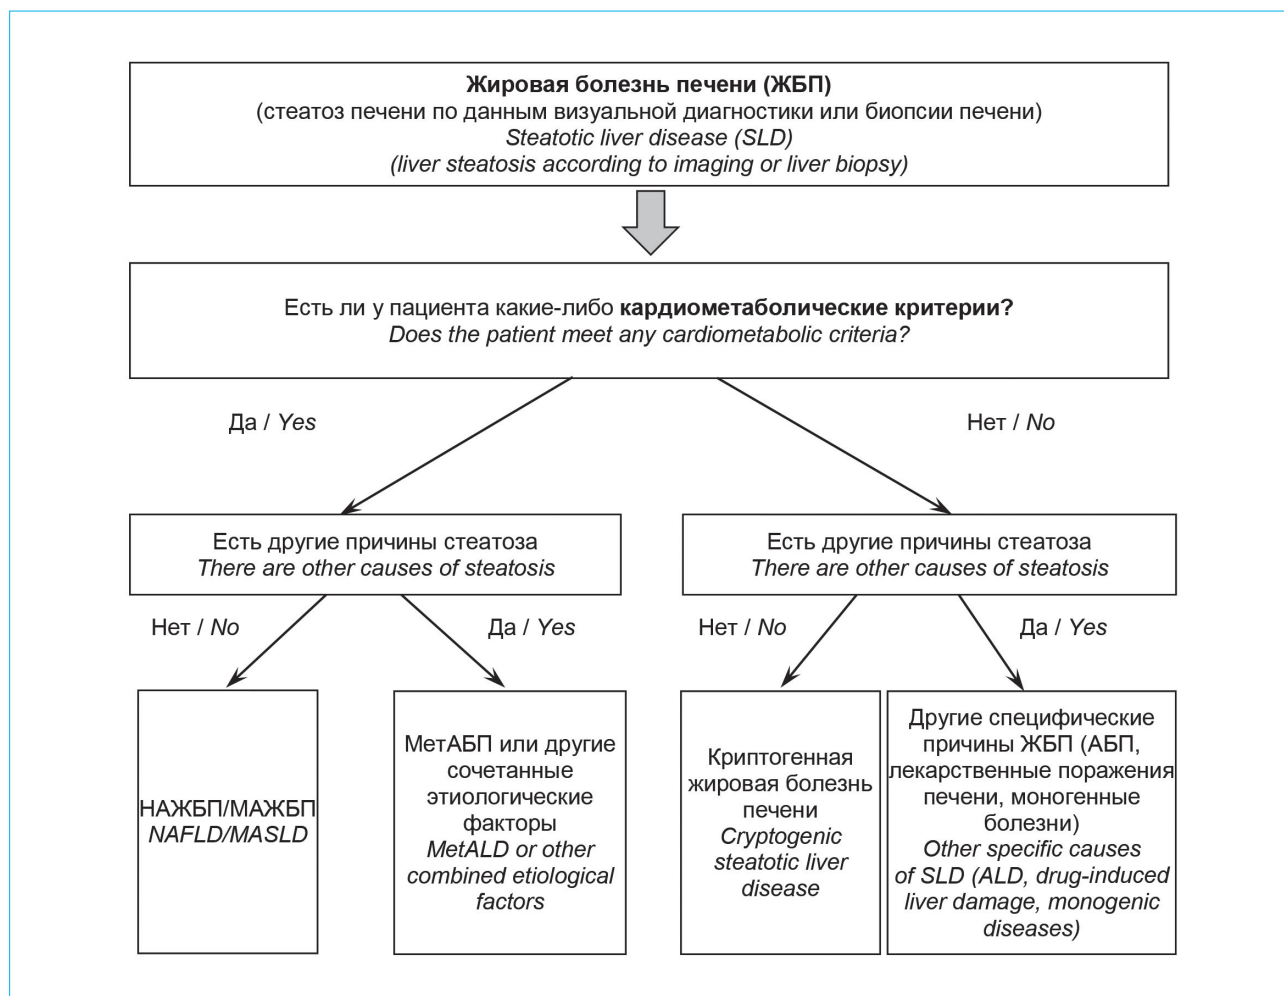 Жировая болезнь печени (ЖБП)
(стеатоз печени по данным визуальной диагностики или биопсии печени)
Steatotic liver disease (SLD)
(liver steatosis according to imaging or liver biopsy)
Есть ли у пациента какие-либо кардиометаболические критерии?
Does the patient meet any cardiometabolic criteria?
Да / Yes
Нет / No
Есть другие причины стеатоза
There are other causes of steatosis
Есть другие причины стеатоза
There are other causes of steatosis
Нет / No
Да / Yes
Нет / No
Да / Yes
НАЖБП/МАЖБП
NAFLD/MASLD
МетАБП или другие
сочетанные
этиологические
факторы
MetALD or other
combined etiological
factors
Криптогенная
жировая болезнь
печени
Cryptogenic
steatotic liver
disease
Другие специфические
причины ЖБП (АБП,
лекарственные поражения
печени, моногенные
болезни)
Other specific causes
of SLD (ALD, drug-induced
liver damage, monogenic
diseases)